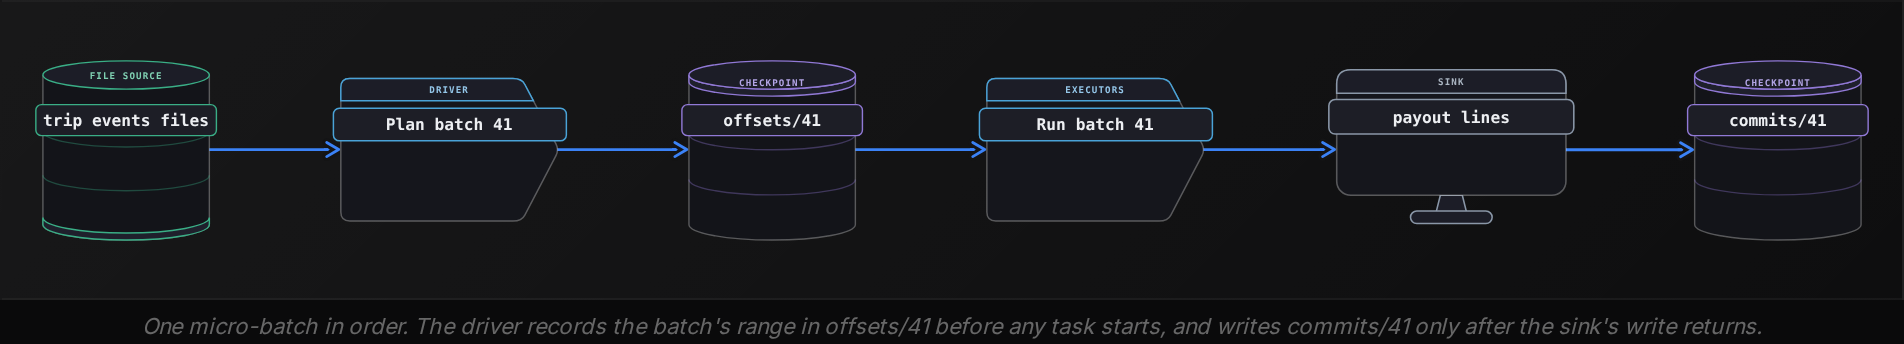 FILE SOURCE
trip events files
DRIVER
Plan batch 41
CHECKPOINT
offsets/41
EXECUTORS
Run batch 41
SINK
payout lines
CHECKPOINT
commits/41
One micro-batch in order. The driver records the batch's range in offsets/41 before any task starts, and writes commits/41 only after the sink's write returns.